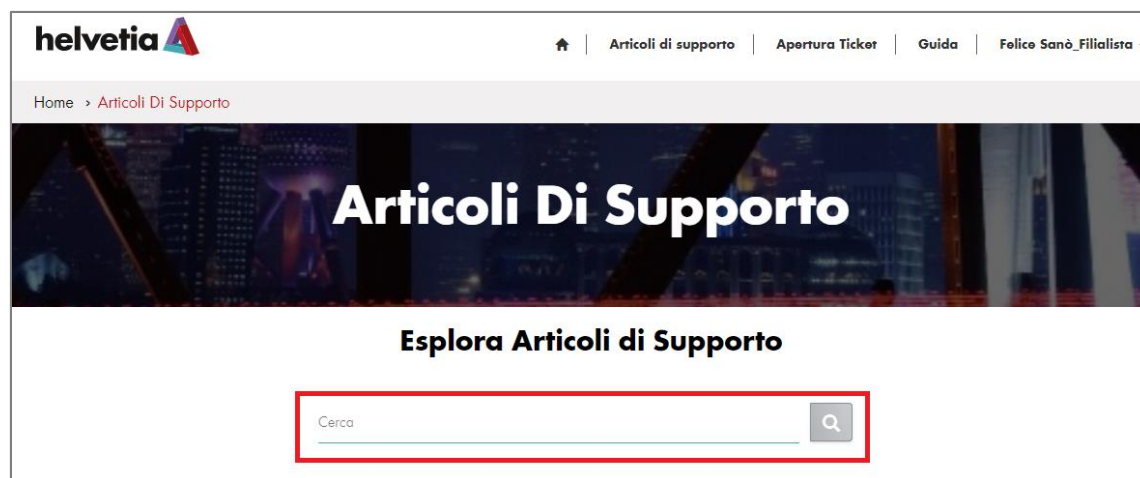 helvetia
Articoli di supporto | Apertura Ticket | Guida | Felice Sanò_Filialista
Home > Articoli Di Supporto
Articoli Di Supporto
Esplora Articoli di Supporto
Cerca